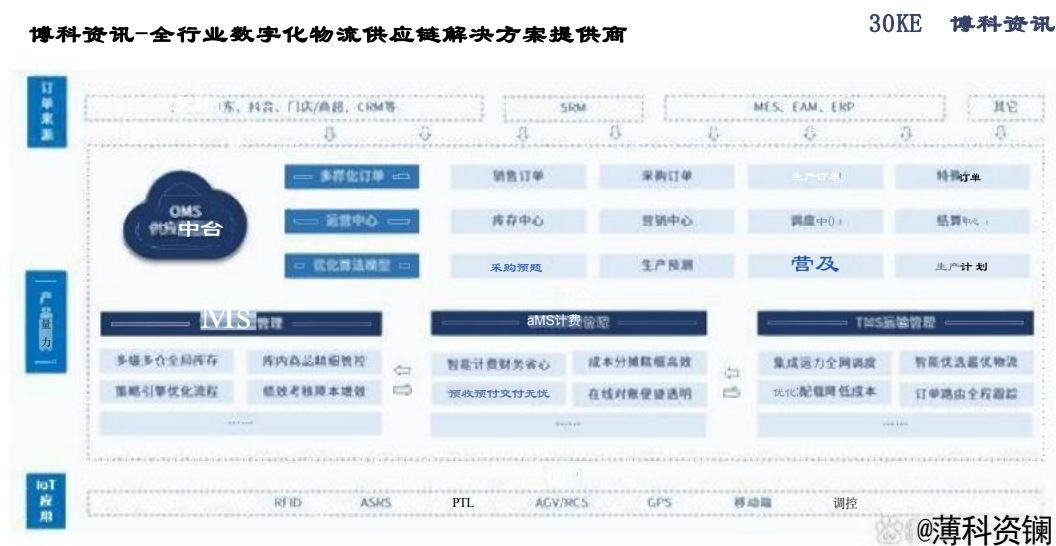 博科资讯-全行业数字化物流供应链解决方案提供商
30KE 博科资讯
订单来源
东、抖音、门店/商超、CRM等
SRM
MES、EAM、ERP
其它
多样化订单
销售订单
采购订单
生产订单
特殊订单
OMS
供应中台
运营中心
库存中心
营销中心
调度中心
结算中心
优化算法模型
采购预题
生产预测
营及
生产计划
产品量力
Ms管理
aMS计费管理
TMS运输管理
多级多仓全局库存
库内商品精细管控
智能计费财务省心
成本分摊精细高效
集成运力全网调度
智能优选最优物流
策略引擎优化流程
绩效考核降本增效
预收预付交付无忧
在线对账便捷透明
优化配载降低成本
订单路由全程跟踪
......
......
......
IoT应用
RFID
ASRS
PTL
AGV/RCS
GPS
移动端
调控
@薄科资镧